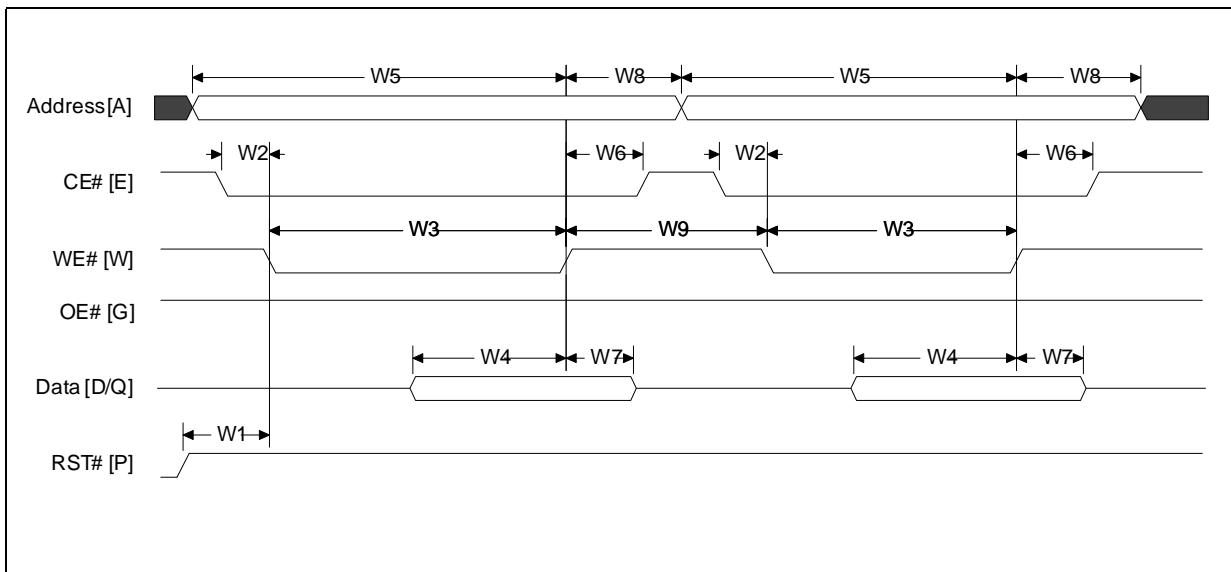 W5 W8 W5 W8
Address[A]
W2 W6 W2 W6
CE# [E]
W3 W9 W3
WE# [W]
OE# [G]
W4 W7 W4 W7
Data [D/Q]
W1
RST# [P]